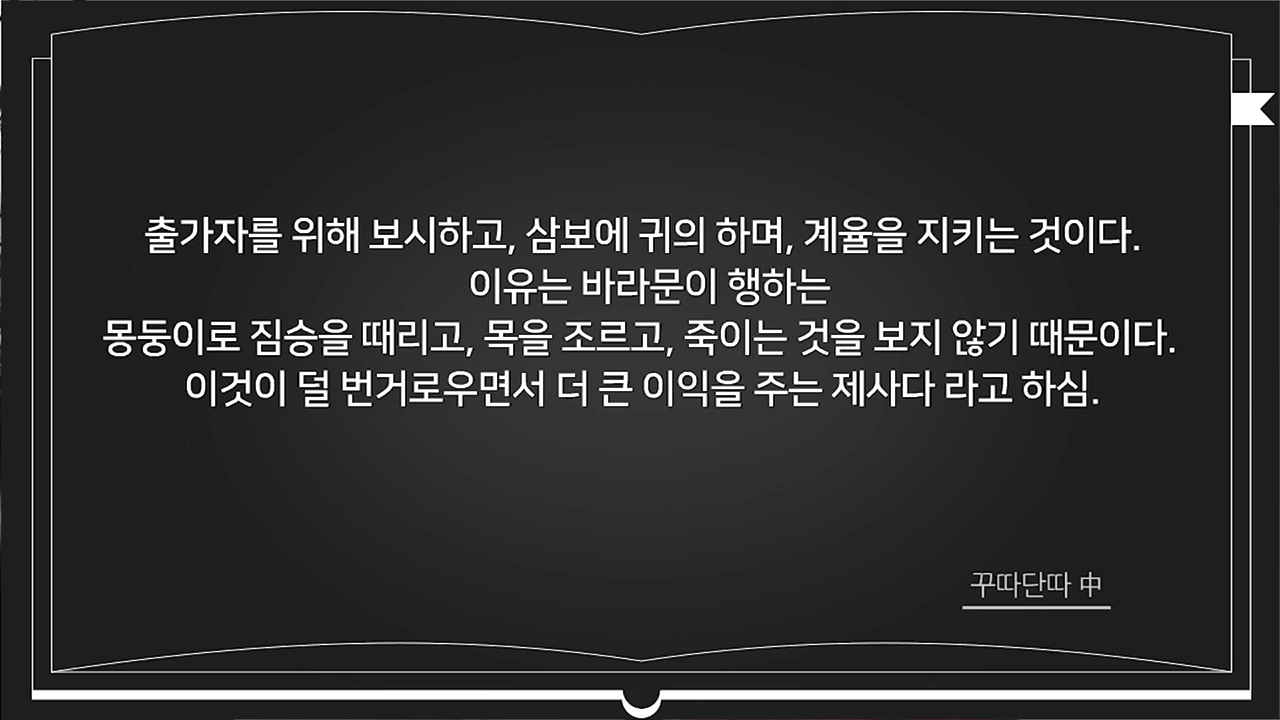 출가자를 위해 보시하고, 삼보에 귀의 하며, 계율을 지키는 것이다.
이유는 바라문이 행하는
몽둥이로 짐승을 때리고, 목을 조르고, 죽이는 것을 보지 않기 때문이다.
이것이 덜 번거로우면서 더 큰 이익을 주는 제사다 라고 하심.
꾸따단따 中